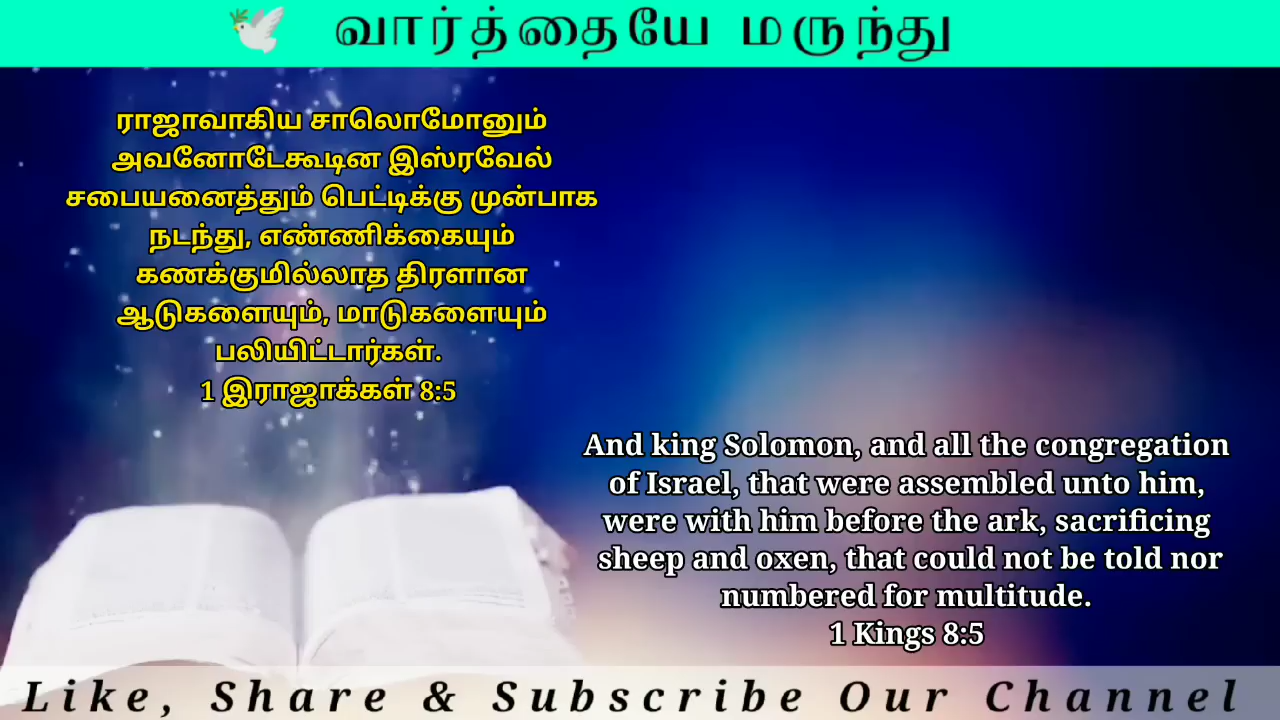 வார்த்தையே மருந்து
ராஜாவாகிய சாலொமோனும்
அவனோடேகூடின இஸ்ரவேல்
சபையனைத்தும் பெட்டிக்கு முன்பாக
நடந்து, எண்ணிக்கையும்
கணக்குமில்லாத திரளான
ஆடுகளையும், மாடுகளையும்
பலியிட்டார்கள்.
1 இராஜாக்கள் 8:5
And king Solomon, and all the congregation
of Israel, that were assembled unto him,
were with him before the ark, sacrificing
sheep and oxen, that could not be told nor
numbered for multitude.
1 Kings 8:5
Like, Share & Subscribe Our Channel